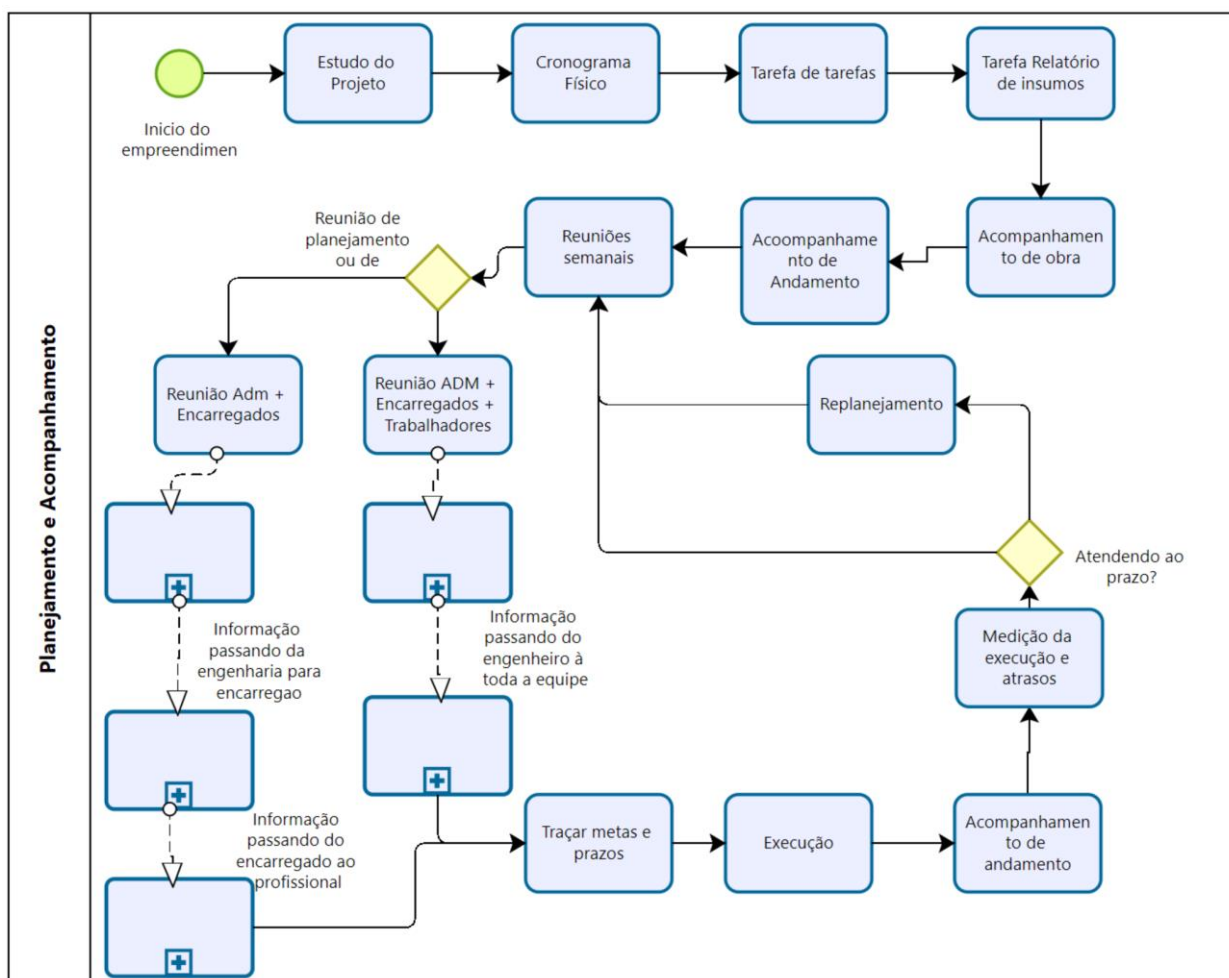 Planejamento e Acompanhamento
Inicio do
empreendimen
Estudo do
Projeto
Cronograma
Físico
Tarefa de tarefas
Tarefa Relatório
de insumos
Reunião de
planejamento
ou de
Reuniões
semanais
Acoompanhame
nto de
Andamento
Acompanhamen
to de obra
Reunião Adm +
Encarregados
Reunião ADM +
Encarregados +
Trabalhadores
Replanejamento
Atendendo ao
prazo?
Informação
passando da
engenharia para
encarregao
Informação
passando do
engenheiro à
toda a equipe
Medição da
execução e
atrasos
Informação
passando do
encarregado ao
profissional
Traçar metas e
prazos
Execução
Acompanhamen
to de
andamento